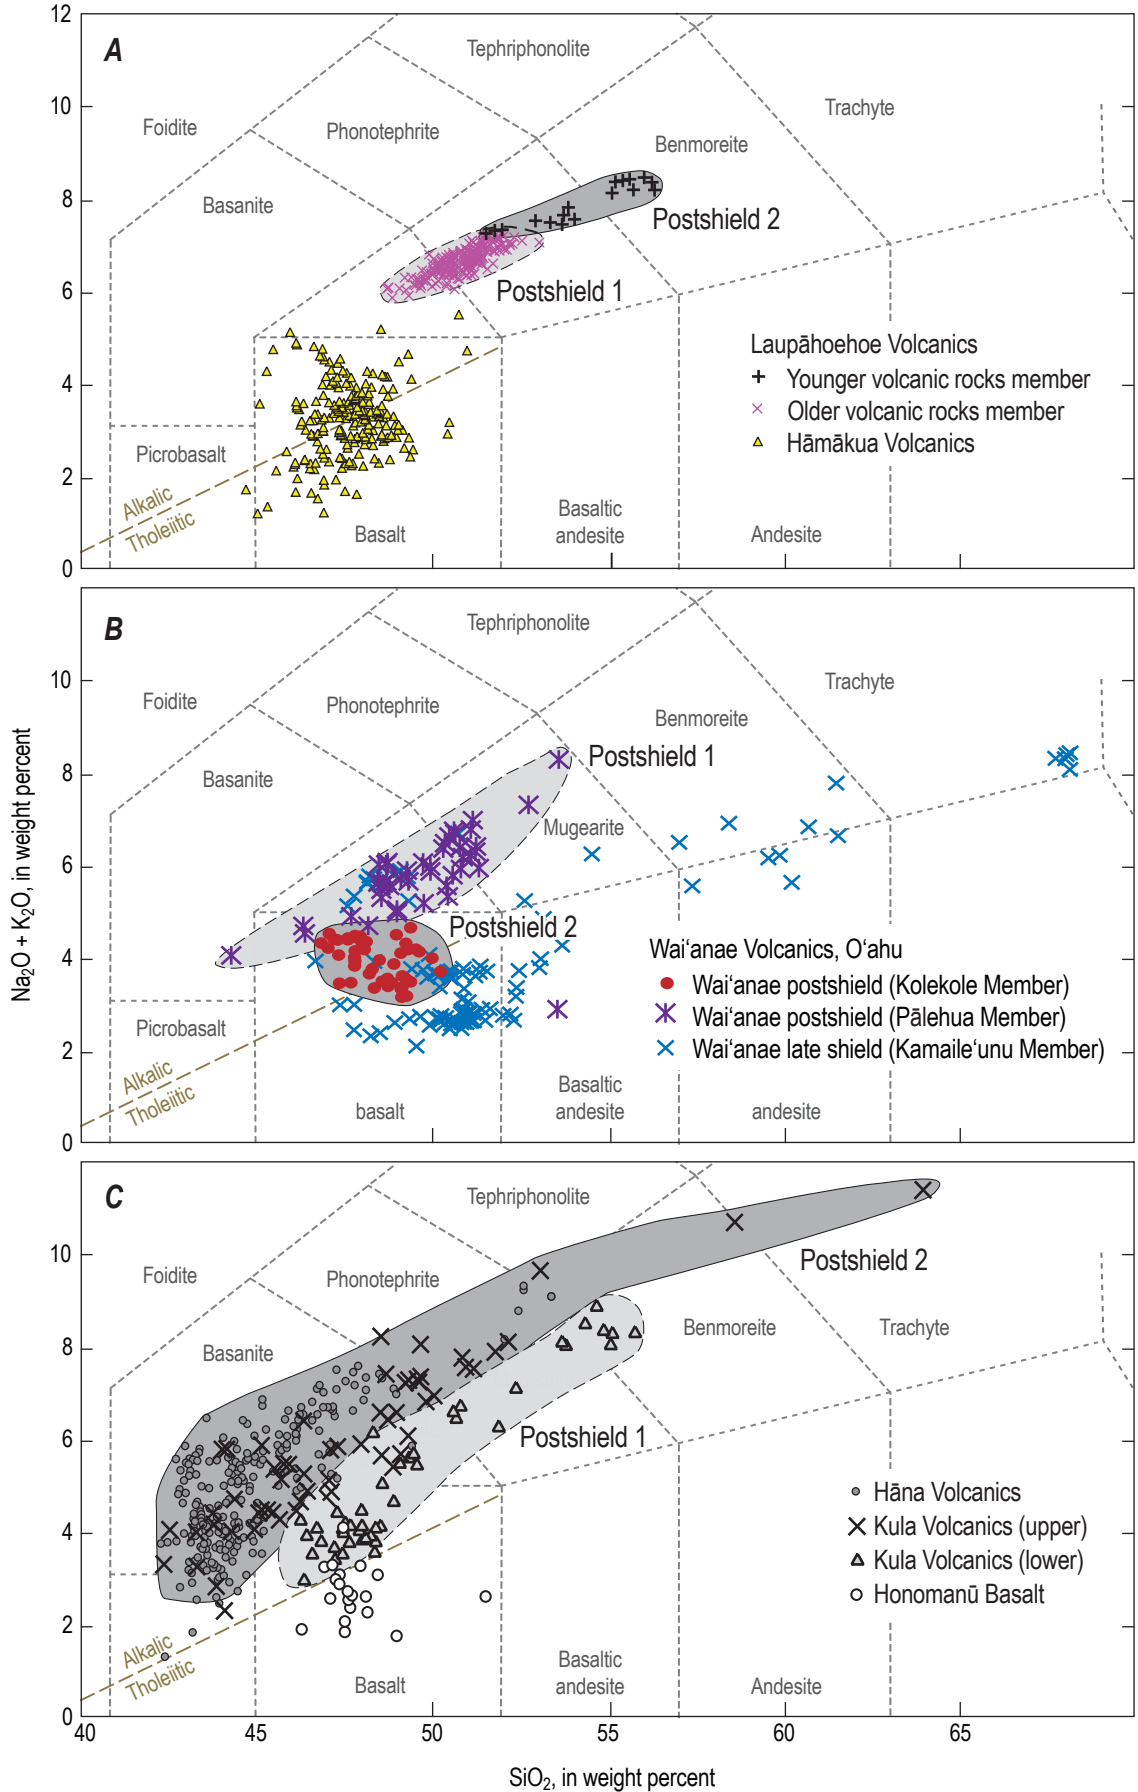 12
A
Tephriphonolite
10
Trachyte
Foidite
Phonotephrite
Benmoreite
8
Basanite
Postshield 2
6
Postshield 1
Laupāhoehoe Volcanics
Younger volcanic rocks member
4
Older volcanic rocks member
Hāmākua Volcanics
Picrobasalt
2
Alkalic
Tholeiitic
Basalt
Basaltic
andesite
Andesite
0
B
Tephriphonolite
10
Trachyte
Foidite
Phonotephrite
Benmoreite
Postshield 1
8
Basanite
Mugearite
6
Postshield 2
Waiʻanae Volcanics, Oʻahu
4
Waiʻanae postshield (Kolekole Member)
Waiʻanae postshield (Pālehua Member)
Picrobasalt
Waiʻanae late shield (Kamaileʻunu Member)
2
Alkalic
Tholeiitic
basalt
Basaltic
andesite
andesite
0
Na2O + K2O, in weight percent
C
Tephriphonolite
10
Postshield 2
Foidite
Phonotephrite
Benmoreite
Trachyte
8
Basanite
6
Postshield 1
Hāna Volcanics
Kula Volcanics (upper)
4
Kula Volcanics (lower)
Honomanū Basalt
2
Alkalic
Tholeiitic
Basalt
Basaltic
andesite
Andesite
0
40 45 50 55 60 65
SiO2, in weight percent